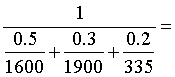 1
0.5 0.3 0.2
――― + ――― + ――― =
1600 1900 335